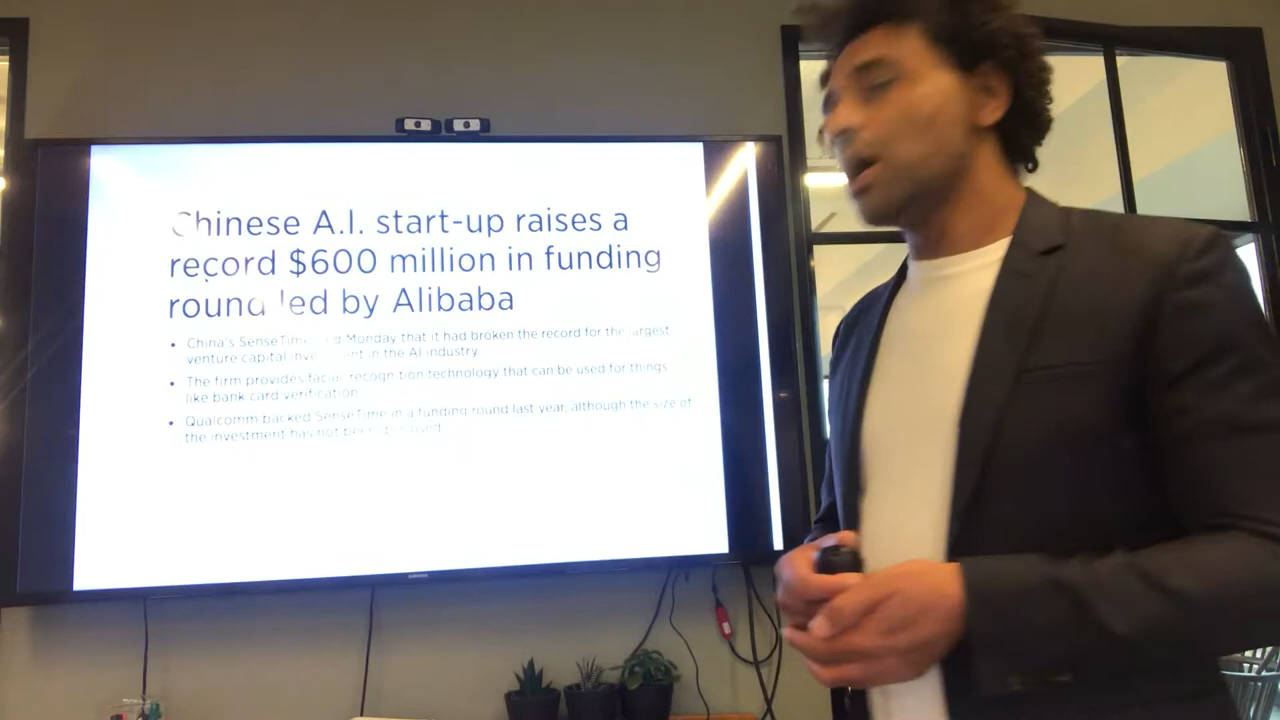 Chinese A.I. start-up raises a
record $600 million in funding
round led by Alibaba
• China's SenseTime Monday that it had broken the record for the largest
venture capital investment in the AI industry
• The firm provides facial recognition technology that can be used for things
like bank card verification
• Qualcomm backed SenseTime in a funding round last year, although the size of
the investment has not been
SAMSUNG